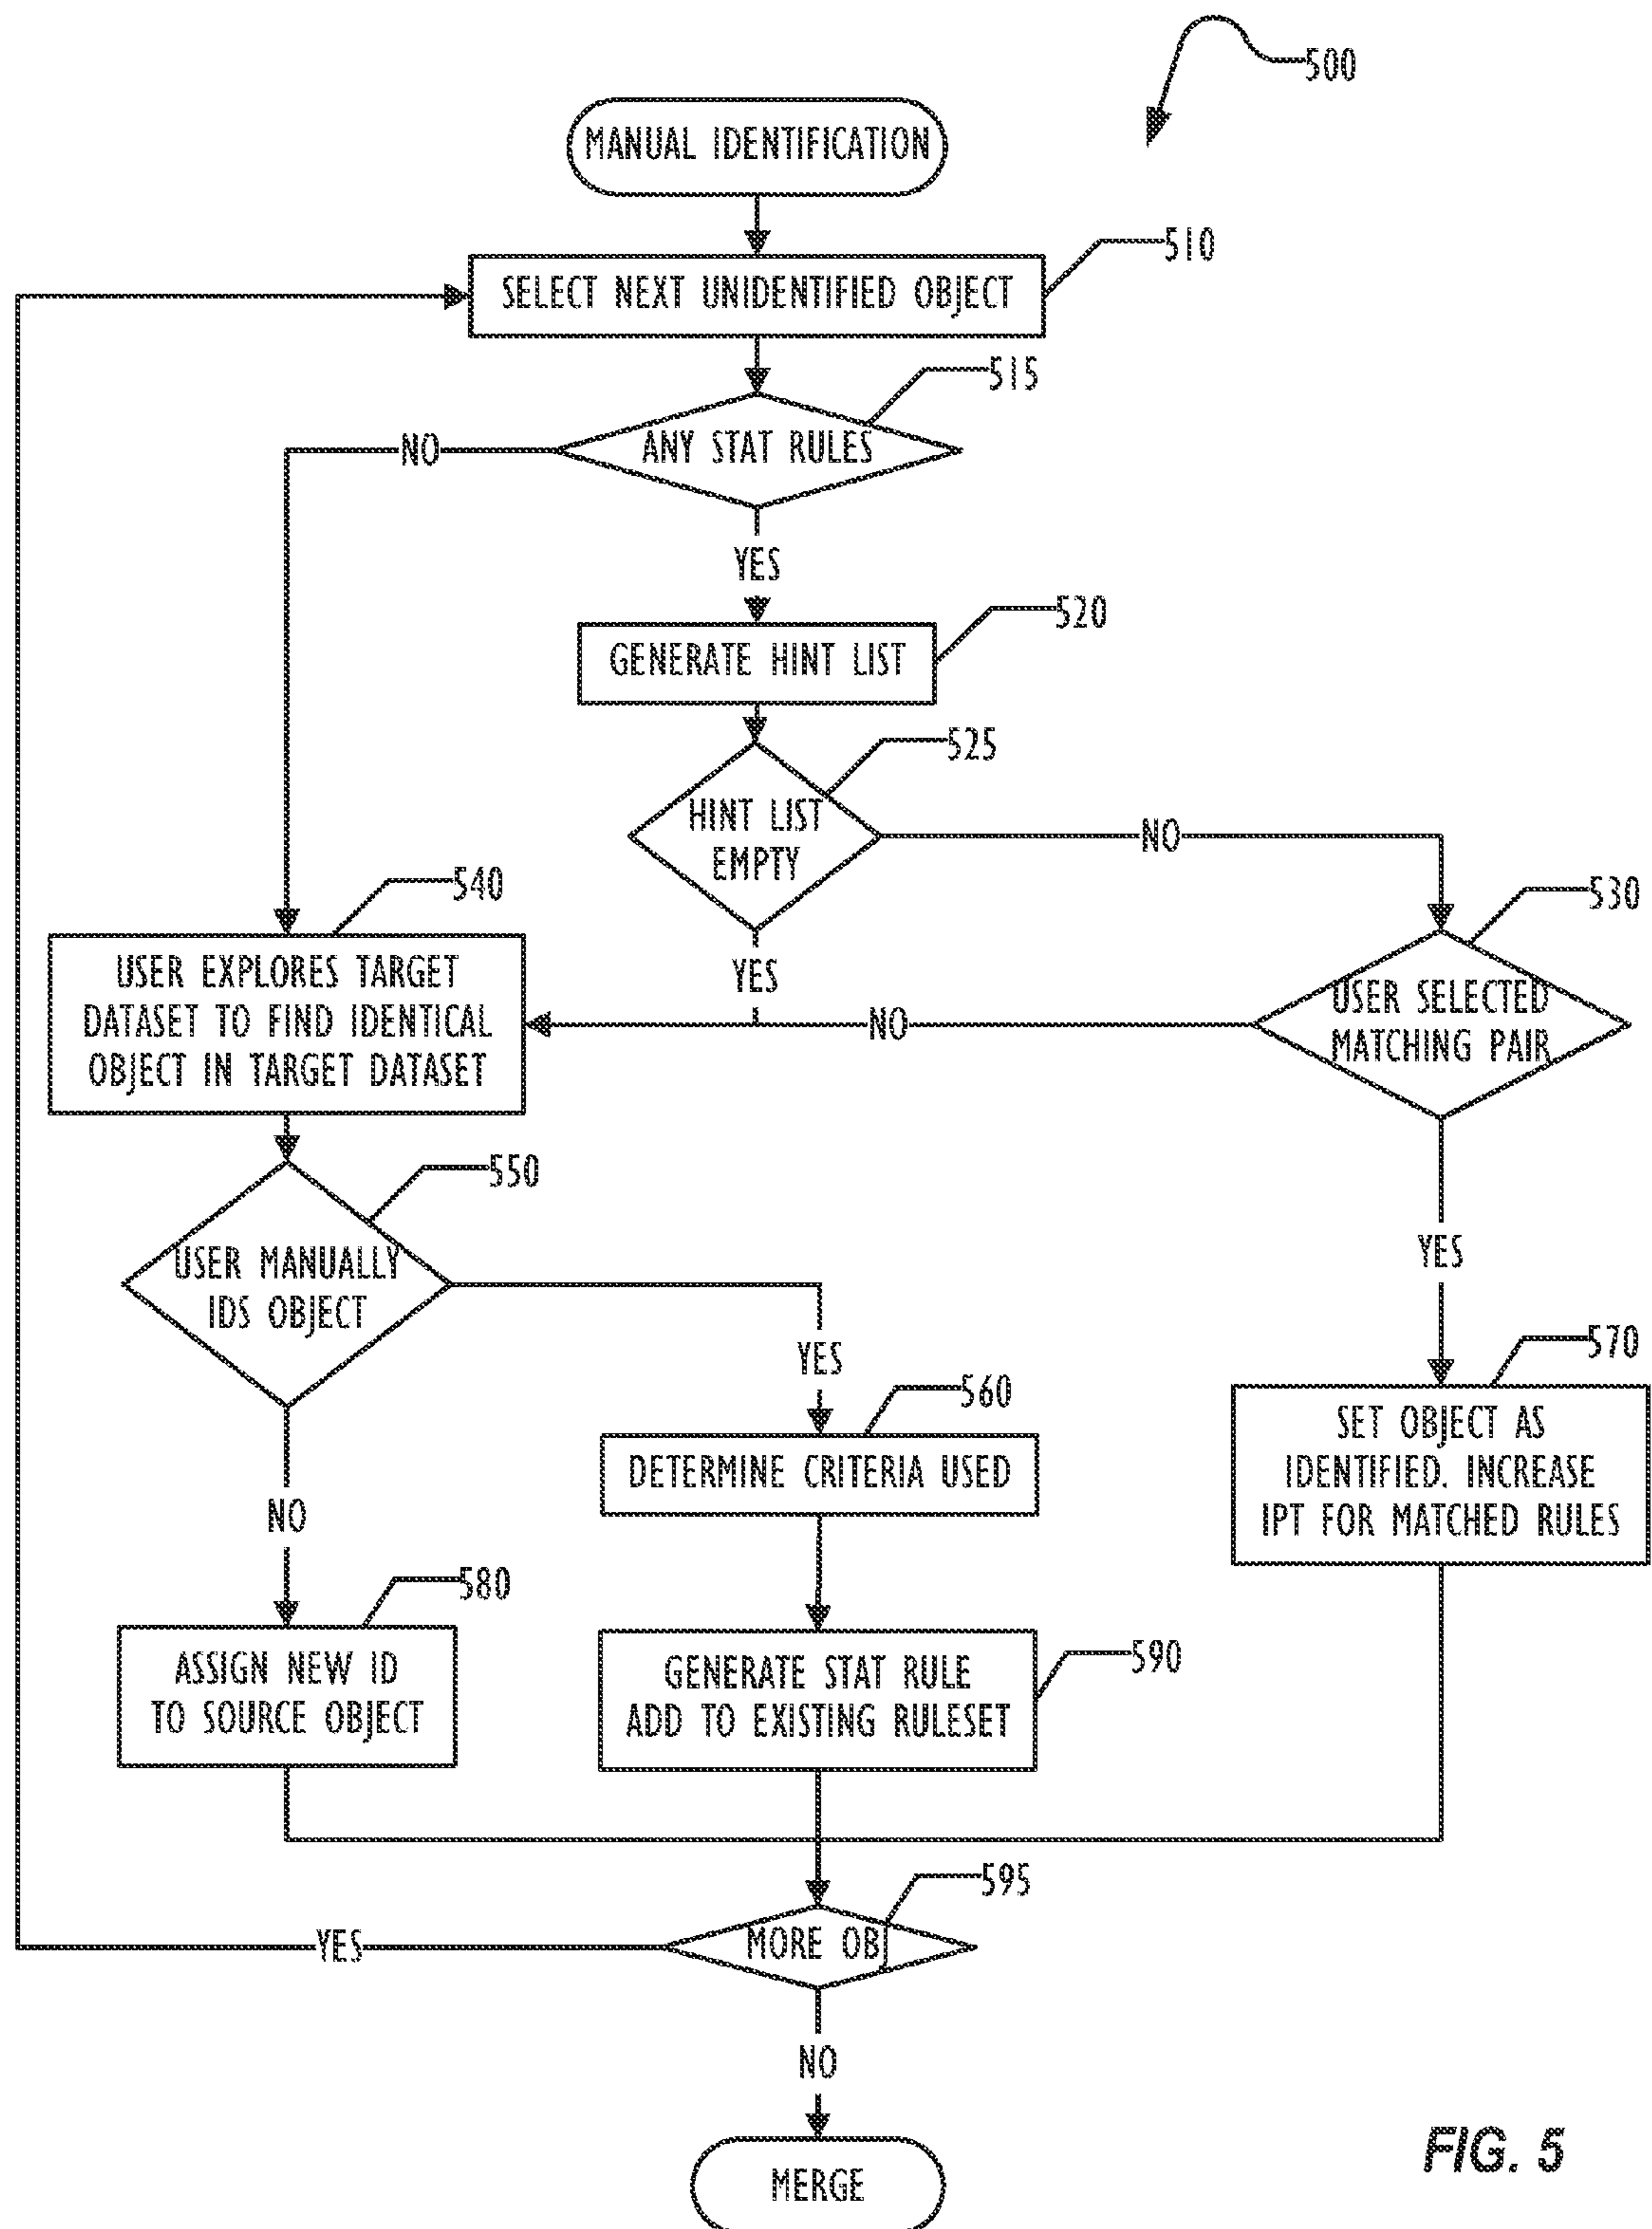 500
MANUAL IDENTIFICATION
510
SELECT NEXT UNIDENTIFIED OBJECT
515
ANY STAT RULES
NO
YES
520
GENERATE HINT LIST
525
HINT LIST
EMPTY
NO
540
530
USER EXPLORES TARGET
DATASET TO FIND IDENTICAL
OBJECT IN TARGET DATASET
YES
NO
USER SELECTED
MATCHING PAIR
550
USER MANUALLY
IDS OBJECT
YES
YES
570
560
SET OBJECT AS
IDENTIFIED. INCREASE
IPT FOR MATCHED RULES
DETERMINE CRITERIA USED
NO
580
590
ASSIGN NEW ID
TO SOURCE OBJECT
GENERATE STAT RULE
ADD TO EXISTING RULESET
595
MORE OBJ
YES
NO
MERGE
FIG. 5